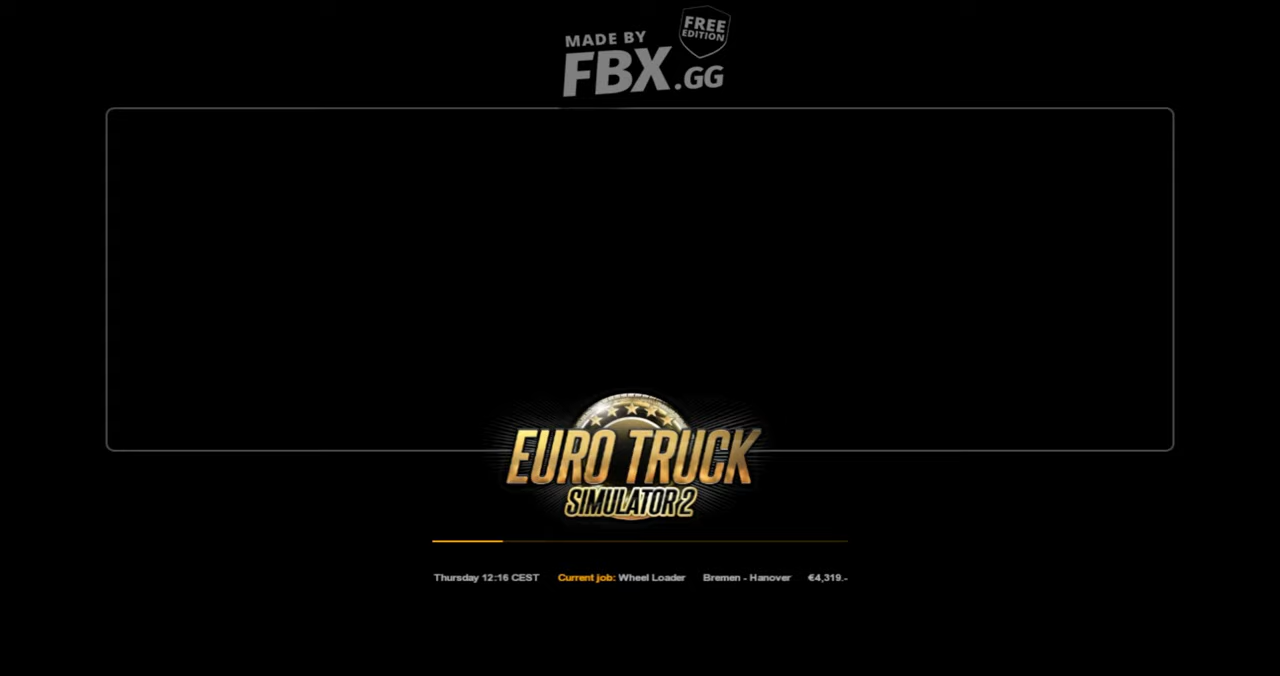 MADE BY
FREE
EDITION
FBX.GG
EURO TRUCK
SIMULATOR 2
Thursday 12:16 CEST Current job: Wheel Loader Bremen - Hanover €4,319.-